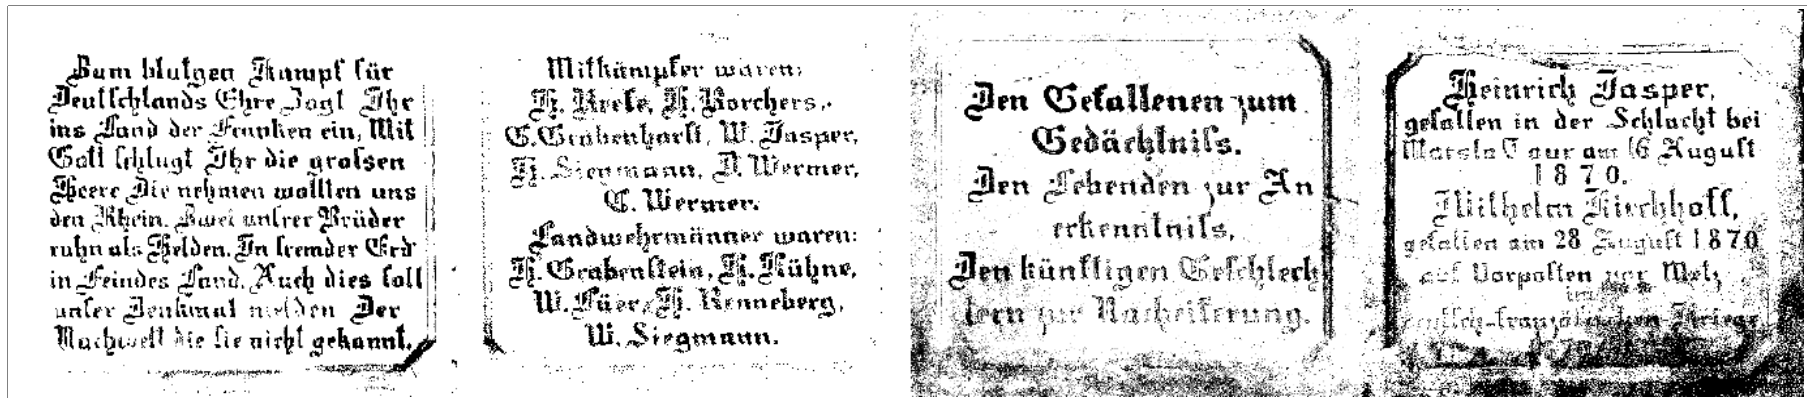 Zum blutgen Kampf für
Deutschlands Ehre Zogt Ihr
ins Land der Franken ein, Mit
Gott schlugt Ihr die grossen
Heere Die nehmen wollten uns
den Rhein. Zwei unsrer Brüder
ruhn als Helden, In fremder Erd'
in Feindes Land. Auch dies soll
unser Denkmal melden Der
Nachwelt die sie nicht gekannt.
Mitkämpfer waren:
H. Reese, H. Borchers,
C. Grabenhorst, W. Jasper,
H. Siegmann, D. Wermer,
C. Wermer.
Landwehrmänner waren:
H. Grabenstein, H. Kühne,
W. Füer, H. Renneberg,
W. Siegmann.
Den Gefallenen zum
Gedächtniss.
Den Lebenden zur An
erkenntniss,
Den künftigen Geschlech
tern zur Nacheiferung.
Heinrich Jasper,
gefallen in der Schlacht bei
Marsla Tour am 16 August
1870.
Wilhelm Kirchhoff,
gefallen am 28 August 1870
auf Vorposten vor Metz
im
deutsch-französischen Kriege